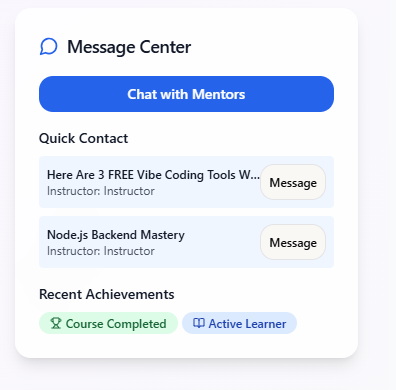 Message Center
Chat with Mentors
Quick Contact
Here Are 3 FREE Vibe Coding Tools W...
Instructor: Instructor
Message
Node.js Backend Mastery
Instructor: Instructor
Message
Recent Achievements
Course Completed Active Learner